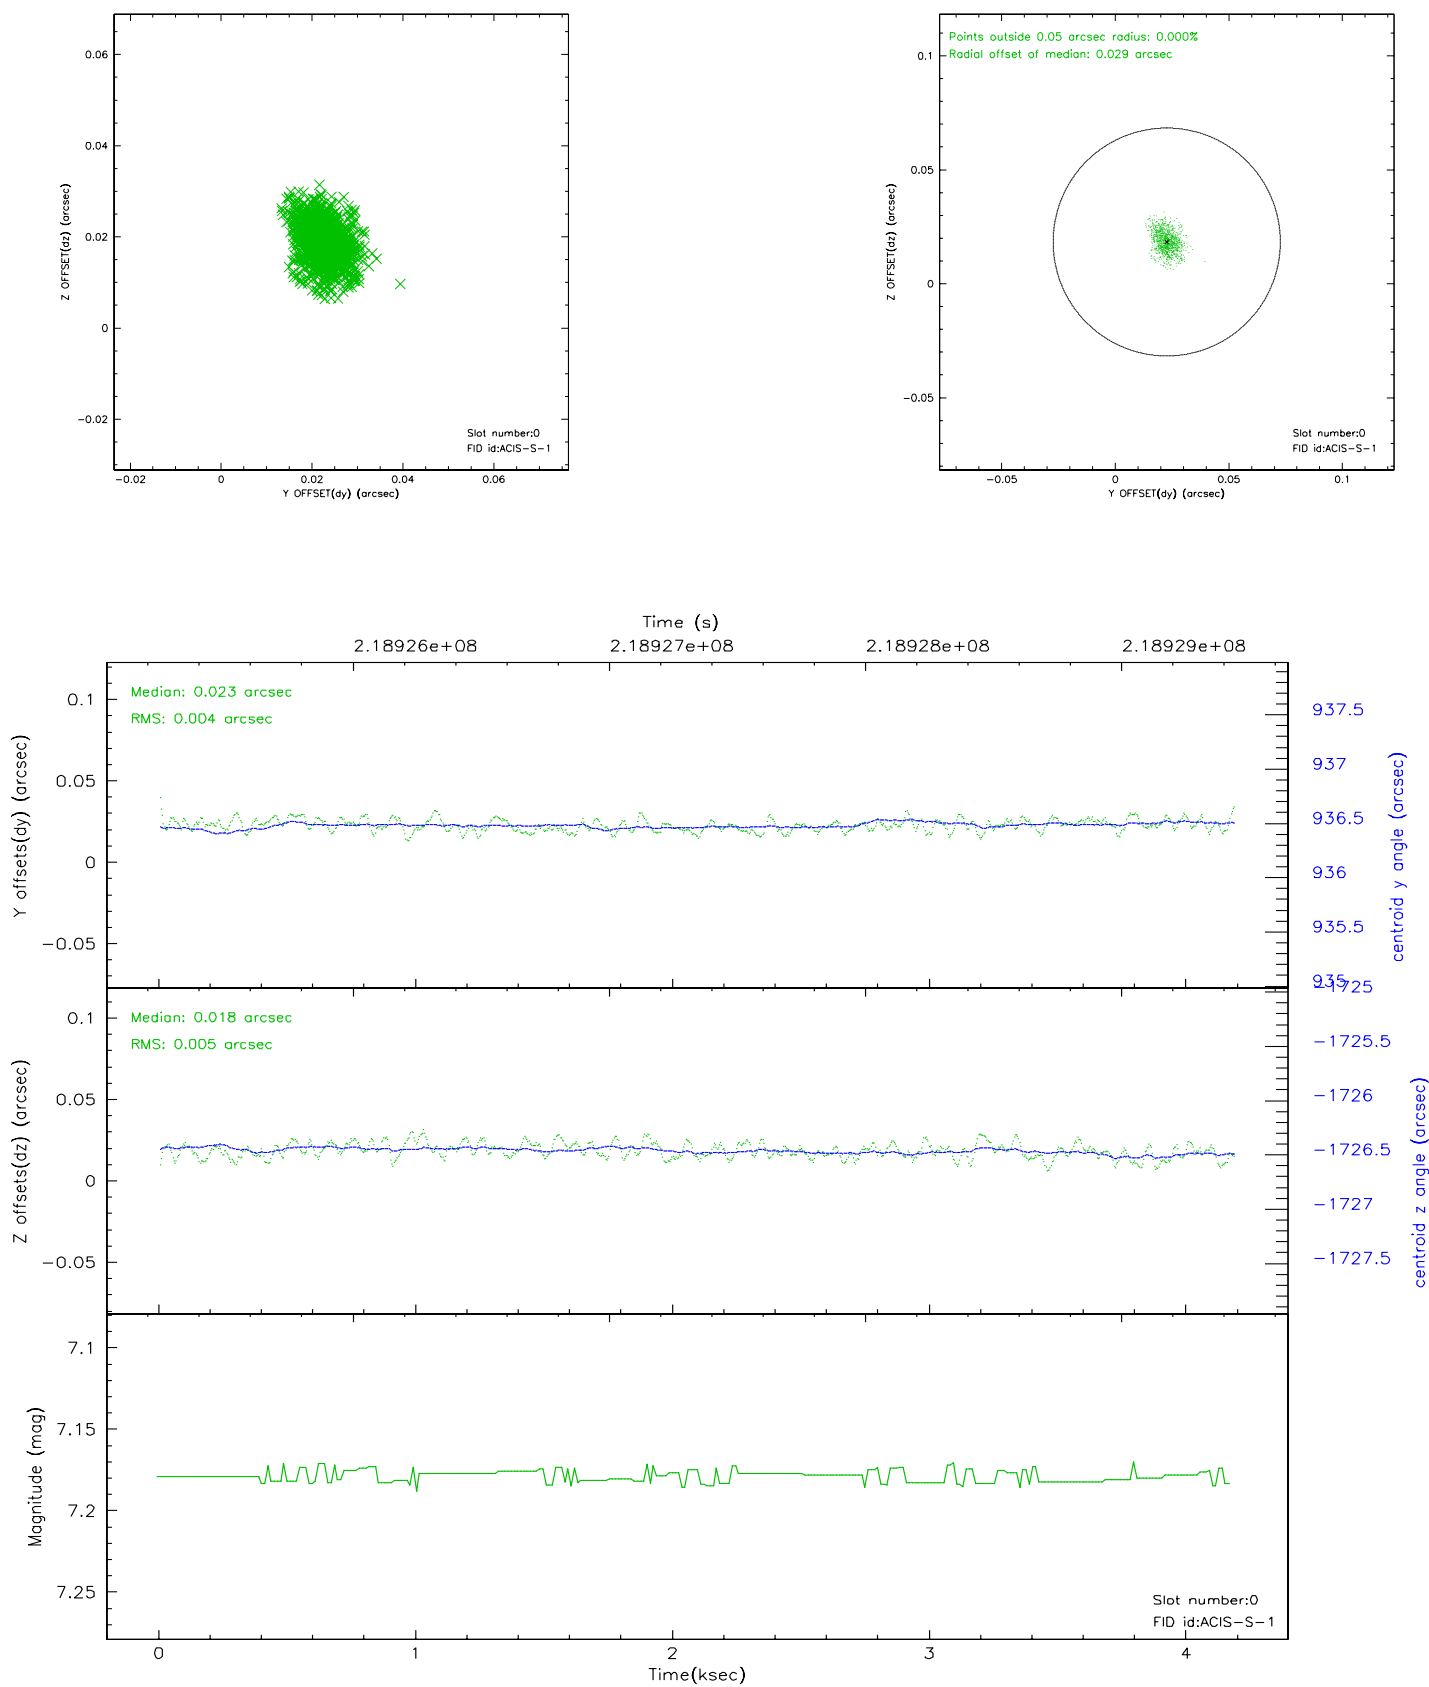 0.06
0.04
0.02
0
−0.02
Z OFFSET(dz) (arcsec)
Slot number:0
FID id:ACIS−S−1
−0.02 0 0.02 0.04 0.06
Y OFFSET(dy) (arcsec)
Points outside 0.05 arcsec radius: 0.000%
Radial offset of median: 0.029 arcsec
0.1
0.05
0
−0.05
Z OFFSET(dz) (arcsec)
Slot number:0
FID id:ACIS−S−1
−0.05 0 0.05 0.1
Y OFFSET(dy) (arcsec)
Time (s)
2.18926e+08 2.18927e+08 2.18928e+08 2.18929e+08
Median: 0.023 arcsec
RMS: 0.004 arcsec
0.1
0.05
0
−0.05
Y offsets(dy) (arcsec)
937.5
937
936.5
936
935.5
935
centroid y angle (arcsec)
Median: 0.018 arcsec
RMS: 0.005 arcsec
0.1
0.05
0
−0.05
Z offsets(dz) (arcsec)
−1725
−1725.5
−1726
−1726.5
−1727
−1727.5
centroid z angle (arcsec)
7.1
7.15
7.2
7.25
Magnitude (mag)
Slot number:0
FID id:ACIS−S−1
0 1 2 3 4
Time(ksec)